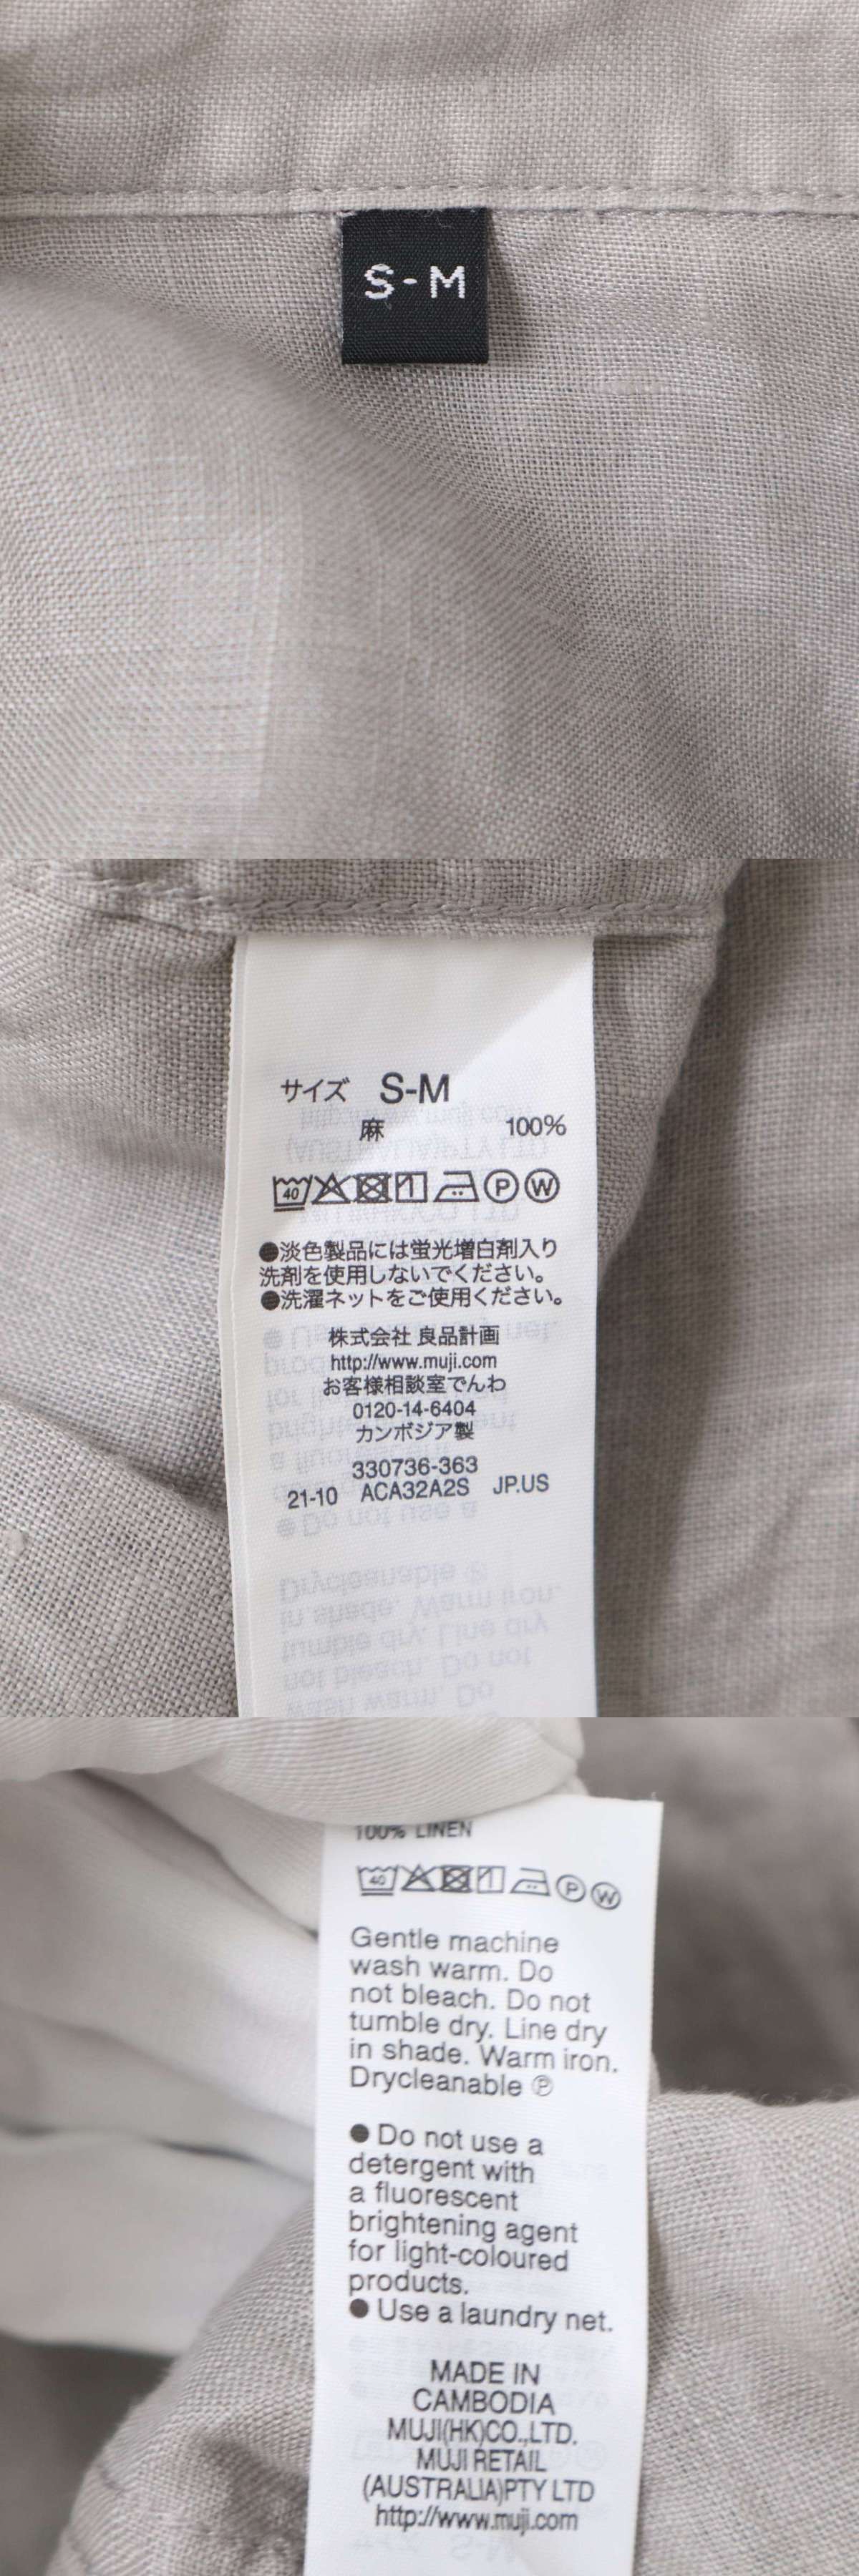 S-M
サイズ S-M
麻 100%
40 P W
●淡色製品には蛍光増白剤入り
洗剤を使用しないでください。
●洗濯ネットをご使用ください。
株式会社 良品計画
http://www.muji.com
お客様相談室でんわ
0120-14-6404
カンボジア製
330736-363
21-10 ACA32A2S JP.US
100% LINEN
40 P W
Gentle machine
wash warm. Do
not bleach. Do not
tumble dry. Line dry
in shade. Warm iron.
Drycleanable Ⓟ
● Do not use a
detergent with
a fluorescent
brightening agent
for light-coloured
products.
● Use a laundry net.
MADE IN
CAMBODIA
MUJI(HK)CO.,LTD.
MUJI RETAIL
(AUSTRALIA)PTY LTD
http://www.muji.com